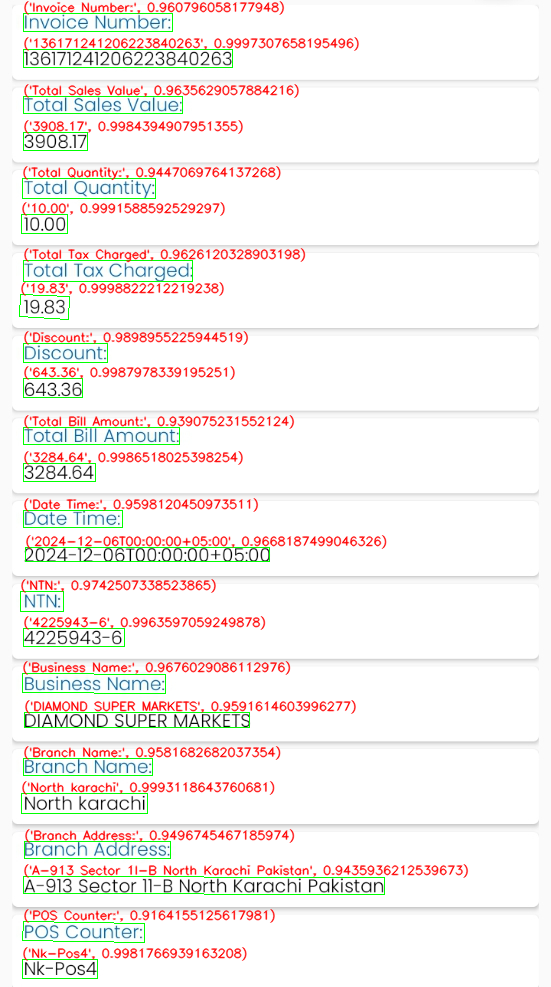 ('Invoice Number:', 0.960796058177948)
Invoice Number:
('136171241206223840263', 0.9997307658195496)
136171241206223840263
('Total Sales Value', 0.9635629057884216)
Total Sales Value:
('3908.17', 0.9984394907951355)
3908.17
('Total Quantity:', 0.9447069764137268)
Total Quantity:
('10.00', 0.9991588592529297)
10.00
('Total Tax Charged', 0.9626120328903198)
Total Tax Charged:
('19.83', 0.9998822212219238)
19.83
('Discount:', 0.9898955225944519)
Discount:
('643.36', 0.9987978339195251)
643.36
('Total Bill Amount:', 0.939075231552124)
Total Bill Amount:
('3284.64', 0.9986518025398254)
3284.64
('Date Time:', 0.9598120450973511)
Date Time:
('2024-12-06T00:00:00+05:00', 0.9668187499046326)
2024-12-06T00:00:00+05:00
('NTN:', 0.9742507338523865)
NTN:
('4225943-6', 0.9963597059249878)
4225943-6
('Business Name:', 0.9676029086112976)
Business Name:
('DIAMOND SUPER MARKETS', 0.9591614603996277)
DIAMOND SUPER MARKETS
('Branch Name:', 0.9581682682037354)
Branch Name:
('North karachi', 0.9993118643760681)
North karachi
('Branch Address:', 0.9496745467185974)
Branch Address:
('A-913 Sector 11-B North Karachi Pakistan', 0.9435936212539673)
A-913 Sector 11-B North Karachi Pakistan
('POS Counter:', 0.9164155125617981)
POS Counter:
('Nk-Pos4', 0.9981766939163208)
Nk-Pos4